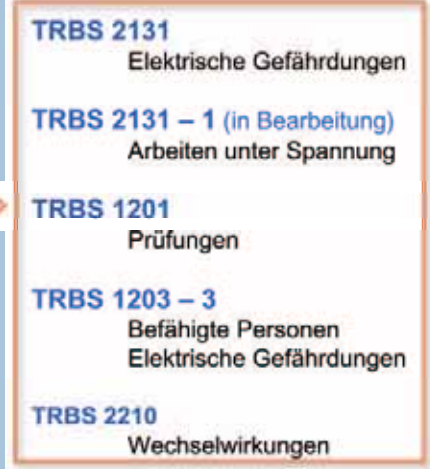 TRBS 2131
Elektrische Gefährdungen
TRBS 2131 – 1 (in Bearbeitung)
Arbeiten unter Spannung
TRBS 1201
Prüfungen
TRBS 1203 – 3
Befähigte Personen
Elektrische Gefährdungen
TRBS 2210
Wechselwirkungen